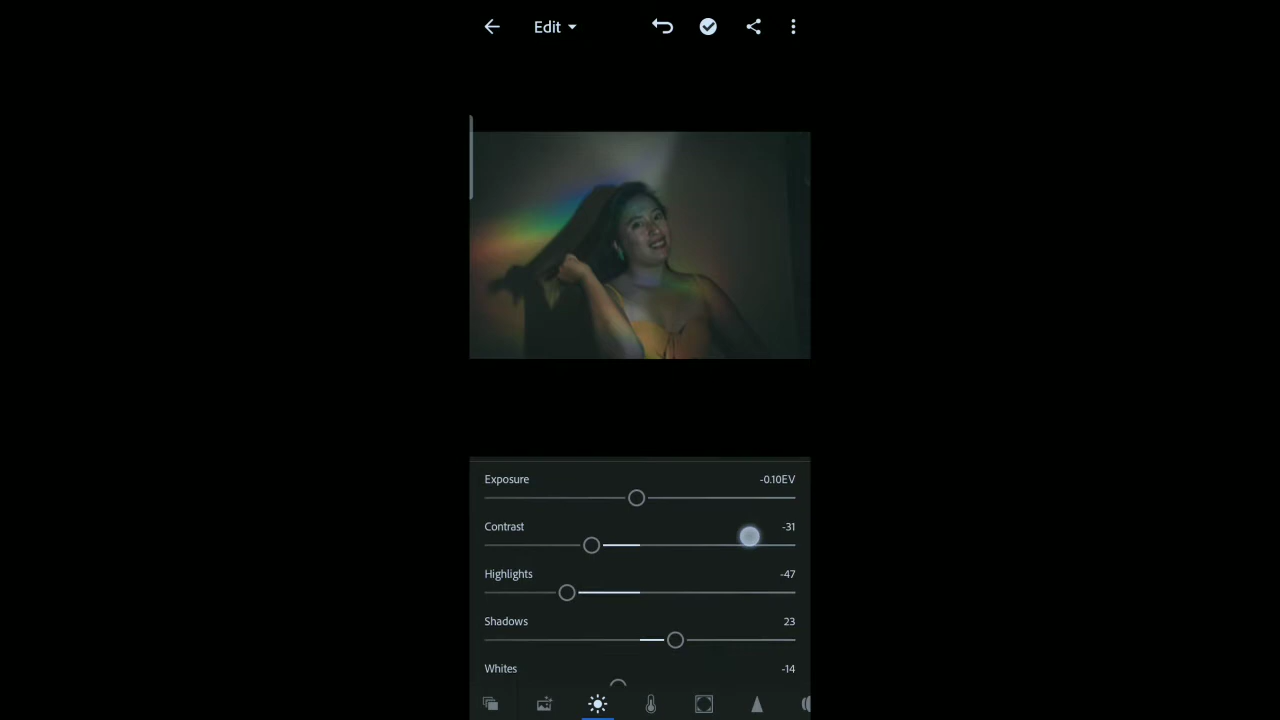 Edit
Exposure -0.10EV
Contrast -31
Highlights -47
Shadows 23
Whites -14